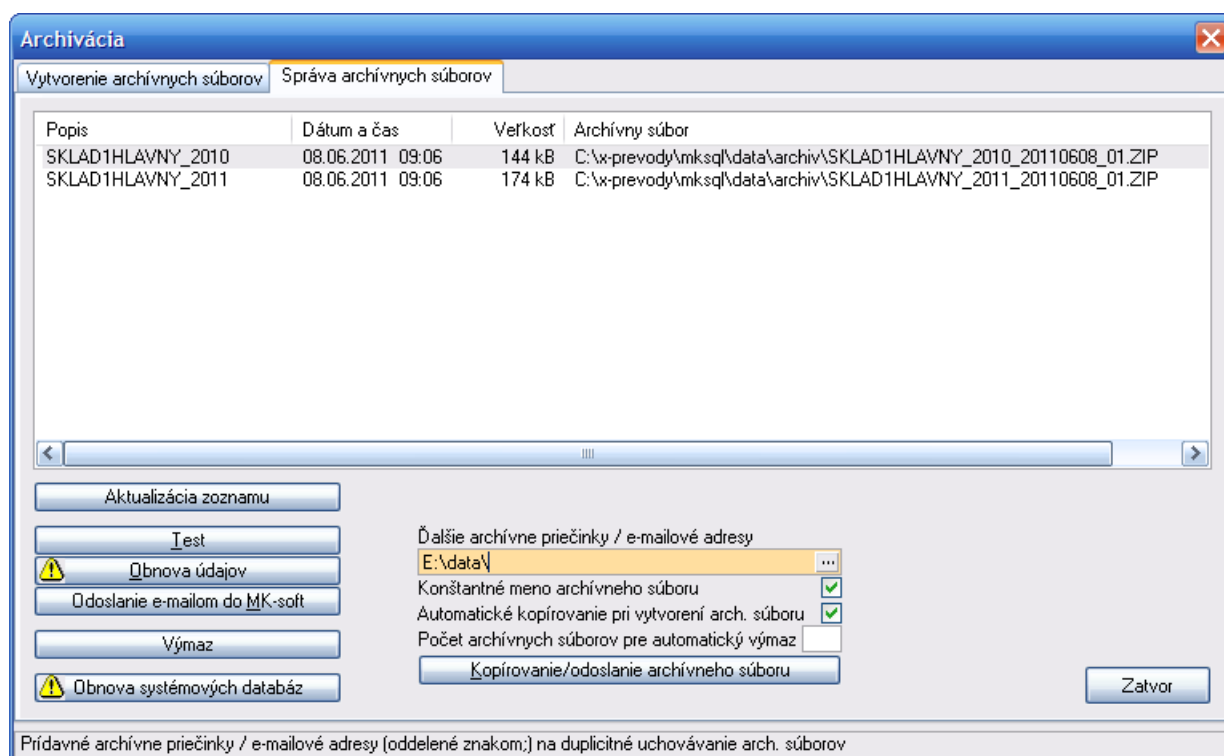 Archivácia
Vytvorenie archívnych súborov Správa archívnych súborov
Popis Dátum a čas Veľkosť Archívny súbor
SKLAD1HLAVNY_2010 08.06.2011 09:06 144 kB C:\x-prevody\mksql\data\archiv\SKLAD1HLAVNY_2010_20110608_01.ZIP
SKLAD1HLAVNY_2011 08.06.2011 09:06 174 kB C:\x-prevody\mksql\data\archiv\SKLAD1HLAVNY_2011_20110608_01.ZIP
Aktualizácia zoznamu
Test
Obnova údajov
Odoslanie e-mailom do MK-soft
Výmaz
Obnova systémových databáz
Ďalšie archívne priečinky / e-mailové adresy
E:\data\
...
Konštantné meno archívneho súboru
Automatické kopírovanie pri vytvorení arch. súboru
Počet archívnych súborov pre automatický výmaz
Kopírovanie/odoslanie archívneho súboru
Zatvor
Prídavné archívne priečinky / e-mailové adresy (oddelené znakom;) na duplicitné uchovávanie arch. súborov